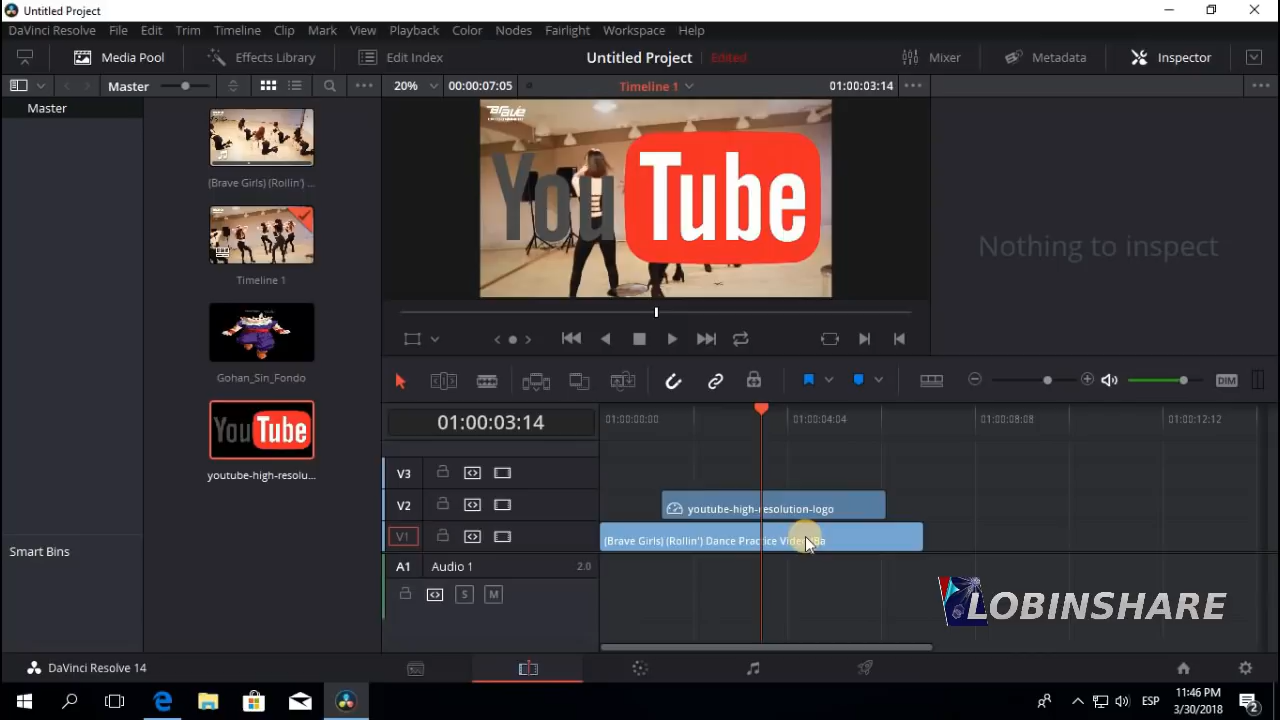 Untitled Project
DaVinci Resolve File Edit Trim Timeline Clip Mark View Playback Color Nodes Fairlight Workspace Help
Media Pool Effects Library Edit Index Untitled Project Edited Mixer Metadata Inspector
Master 20% 00:00:07:05 Timeline 1 01:00:03:14
Master
Brave
YouTube
(Brave Girls) (Rollin') ...
Nothing to inspect
Timeline 1
Gohan_Sin_Fondo
DIM
YouTube
youtube-high-resolu...
01:00:03:14
01:00:00:00 01:00:04:04 01:00:08:08 01:00:12:12
V3
V2 youtube-high-resolution-logo
V1 (Brave Girls) (Rollin') Dance Practice Video Ba
Smart Bins
A1 Audio 1 2.0
S M
LOBINSHARE
DaVinci Resolve 14
ESP
11:46 PM
3/30/2018
2